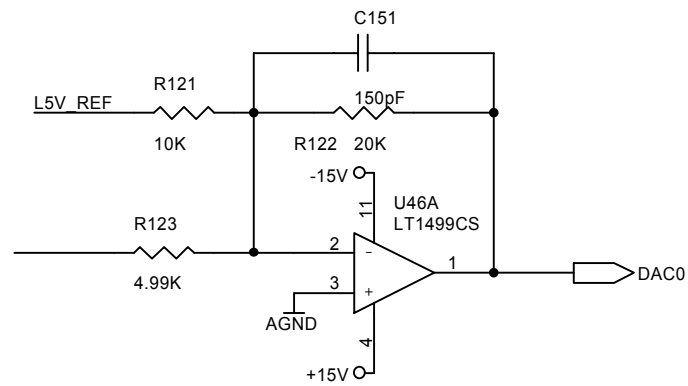 C151
R121
L5V_REF
150pF
10K
R122
20K
-15V
11
U46A
LT1499CS
R123
2
-
1
4.99K
3
+
DAC0
AGND
4
+15V